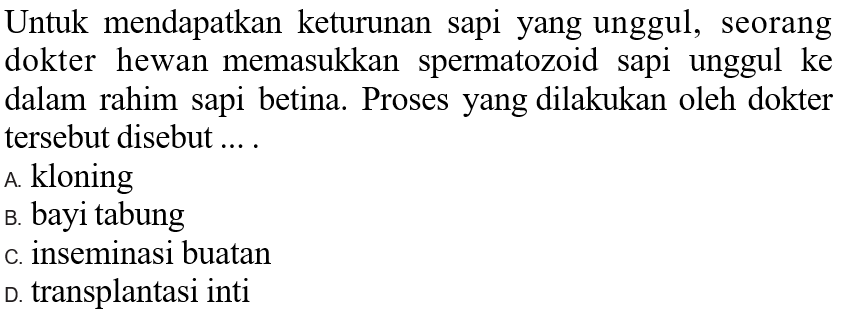 Untuk mendapatkan keturunan sapi yang unggul, seorang
dokter hewan memasukkan spermatozoid sapi unggul ke
dalam rahim sapi betina. Proses yang dilakukan oleh dokter
tersebut disebut ... .
A. kloning
B. bayi tabung
C. inseminasi buatan
D. transplantasi inti